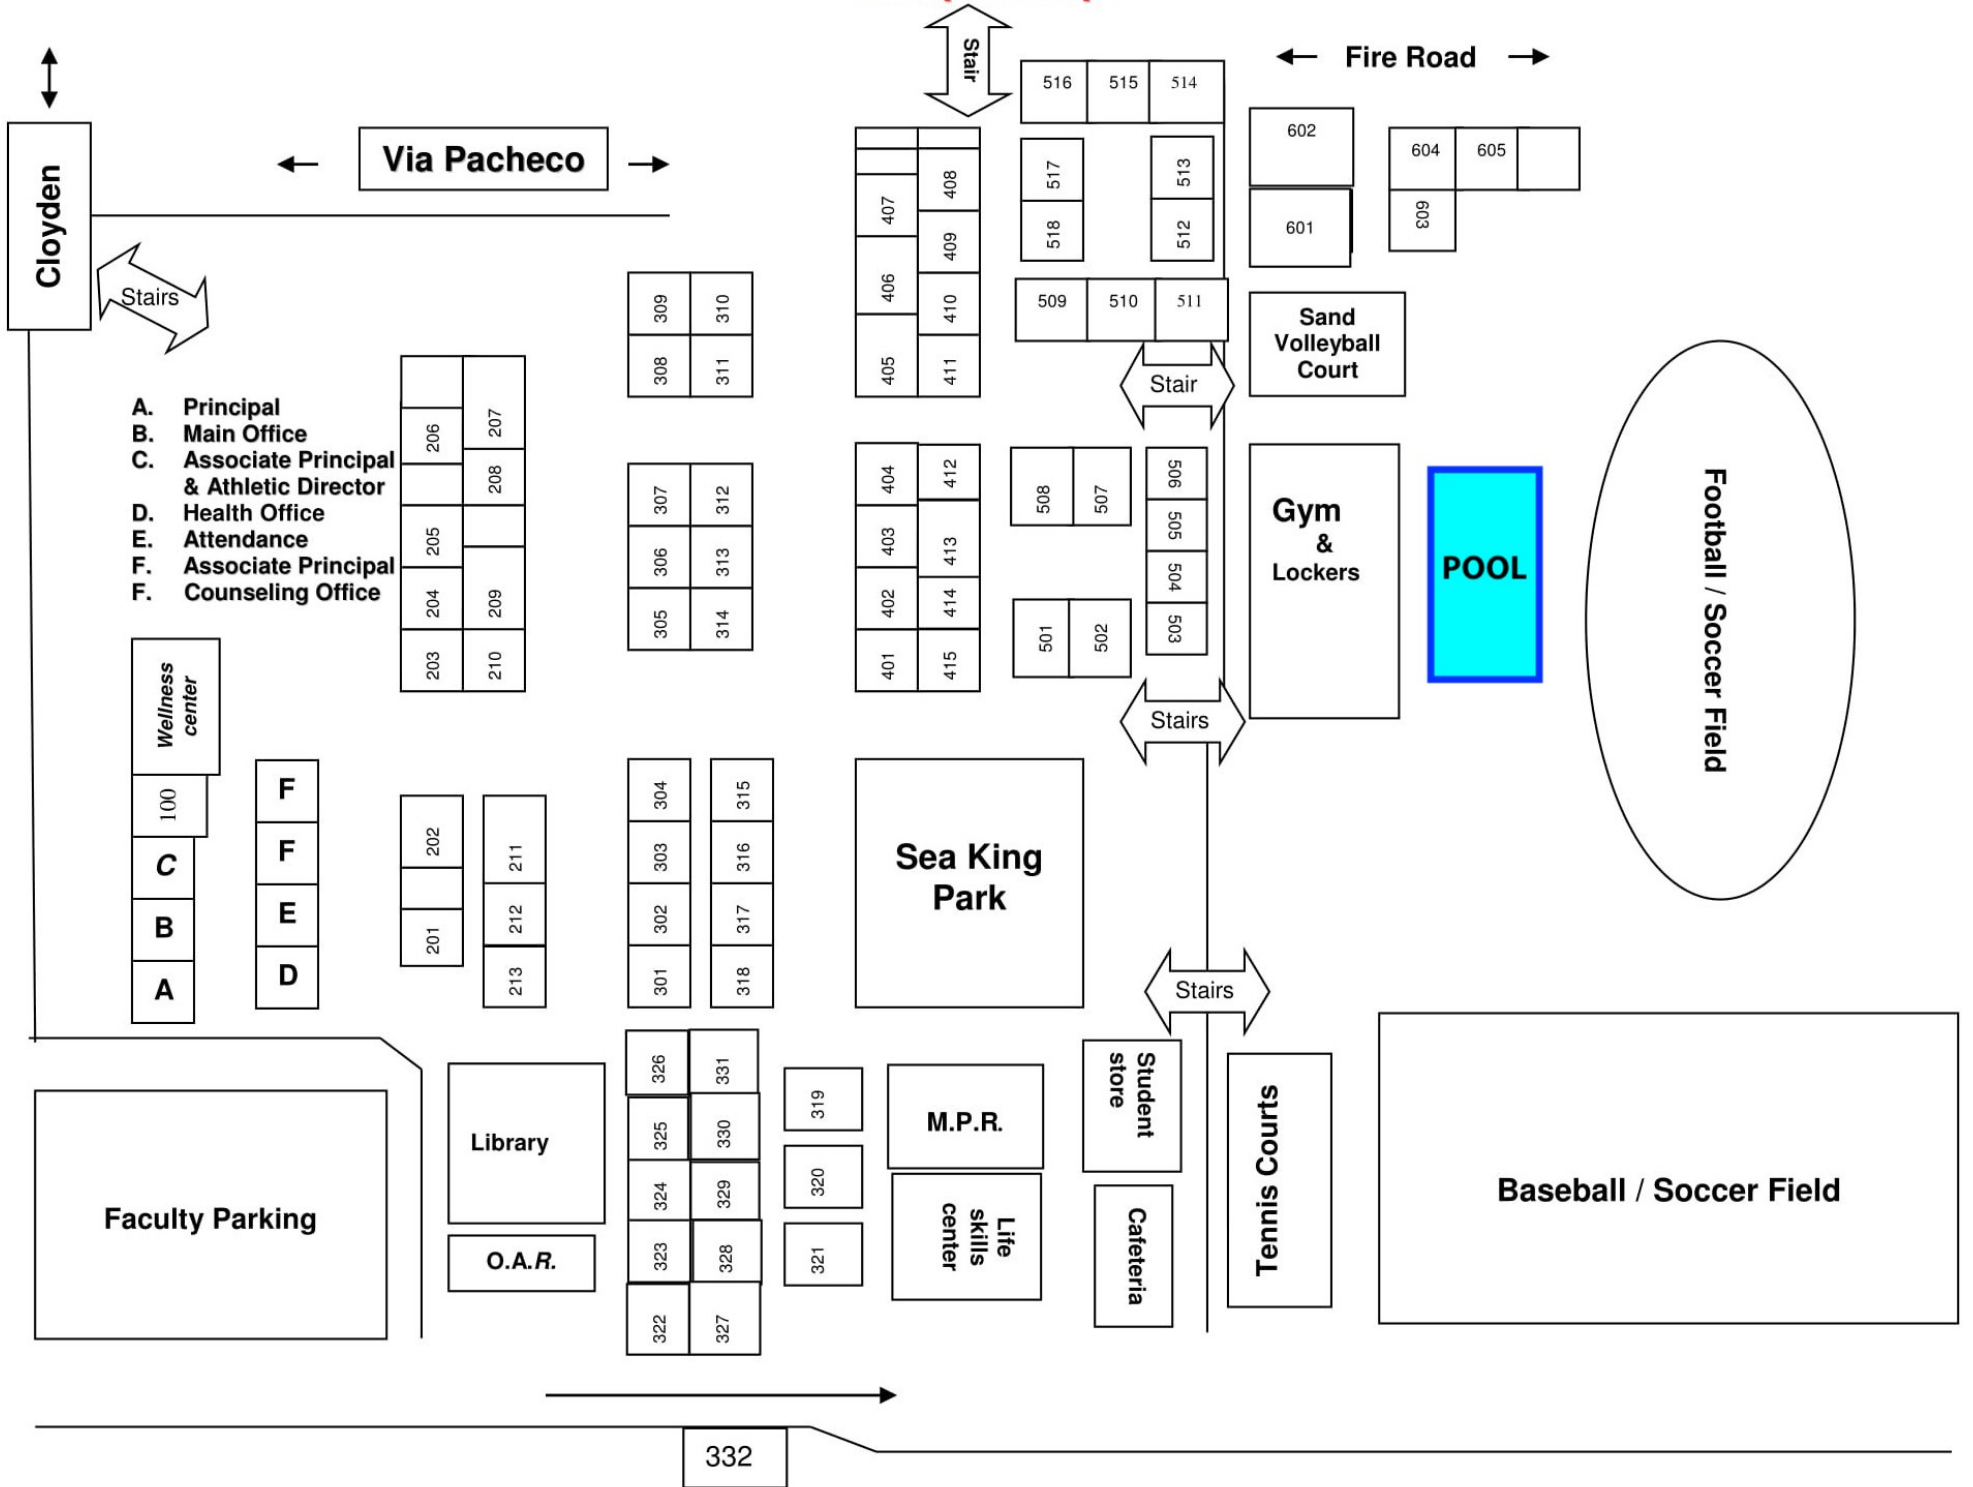 Stair
Fire Road
516 515 514
602
604 605
603
601
517 513
518 512
509 510 511
Via Pacheco
Cloyden
Stairs
408
407
409
406
410
405 411
309 310
308 311
Sand
Volleyball
Court
Stair
A. Principal
B. Main Office
C. Associate Principal
& Athletic Director
D. Health Office
E. Attendance
F. Associate Principal
F. Counseling Office
207
206
208
205
204 209
203 210
307 312
306 313
305 314
404 412
403 413
402 414
401 415
508 507
506
505
504
503
501 502
Gym
&
Lockers
POOL
Football / Soccer Field
Stairs
Wellness
center
100
C
B
A
F
F
E
D
202 211
212
201
213
304 315
303 316
302 317
301 318
Sea King
Park
Stairs
326 331
325 330
324 329
323 328
322 327
319
320
321
Library
O.A.R.
M.P.R.
Life
skills
center
Student
store
Cafeteria
Tennis Courts
Baseball / Soccer Field
Faculty Parking
332